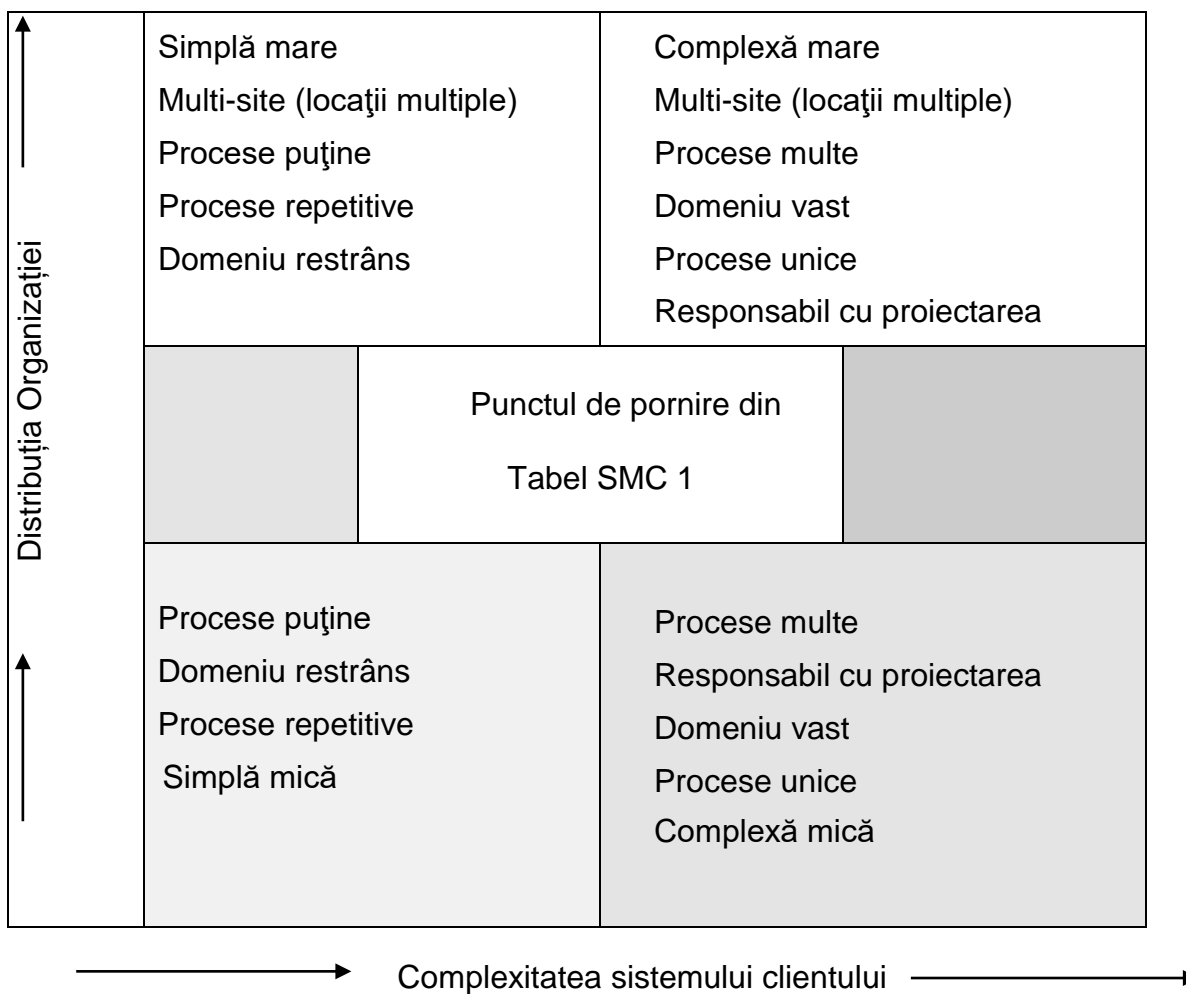 Distribuția Organizației
Simplă mare
Multi-site (locaţii multiple)
Procese puţine
Procese repetitive
Domeniu restrâns
Complexă mare
Multi-site (locaţii multiple)
Procese multe
Domeniu vast
Procese unice
Responsabil cu proiectarea
Punctul de pornire din
Tabel SMC 1
Procese puţine
Domeniu restrâns
Procese repetitive
Simplă mică
Procese multe
Responsabil cu proiectarea
Domeniu vast
Procese unice
Complexă mică
Complexitatea sistemului clientului